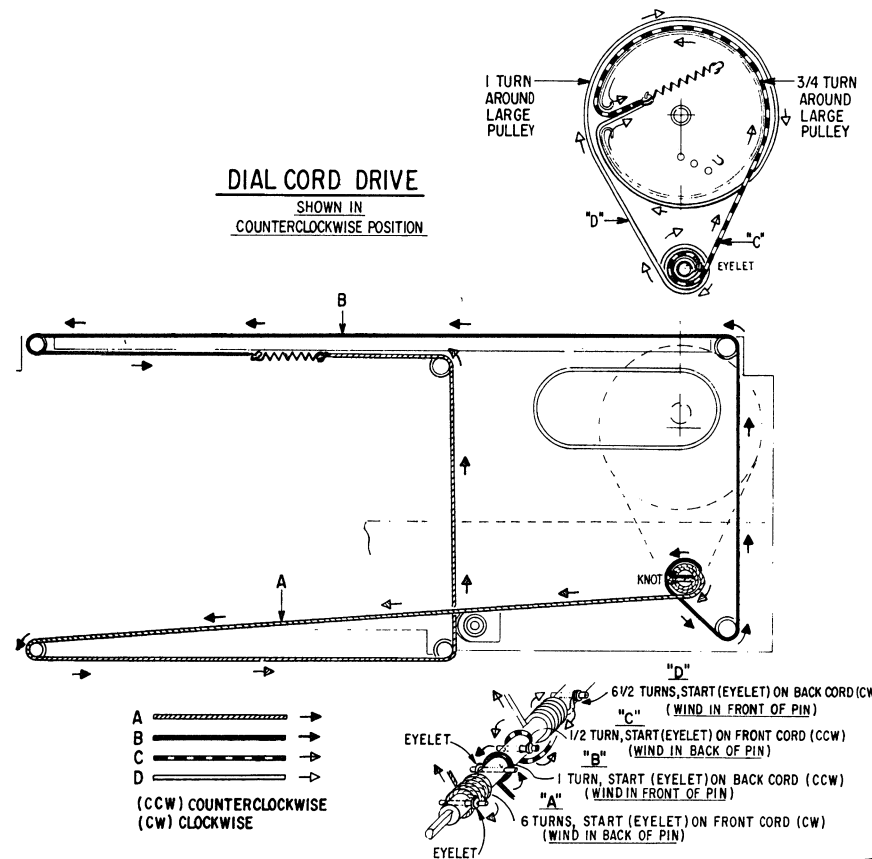 1 TURN
AROUND
LARGE
PULLEY
3/4 TURN
AROUND
LARGE
PULLEY
DIAL CORD DRIVE
SHOWN IN
COUNTERCLOCKWISE POSITION
"D"
"C"
EYELET
B
KNOT
A
A
B
C
D
(CCW) COUNTERCLOCKWISE
(CW) CLOCKWISE
"D"
6 1/2 TURNS, START (EYELET) ON BACK CORD (CW
(WIND IN FRONT OF PIN)
"C"
1/2 TURN, START (EYELET) ON FRONT CORD (CCW)
(WIND IN BACK OF PIN)
EYELET
"B"
1 TURN, START (EYELET) ON BACK CORD (CCW)
(WIND IN FRONT OF PIN)
"A"
6 TURNS, START (EYELET) ON FRONT CORD (CW)
(WIND IN BACK OF PIN)
EYELET